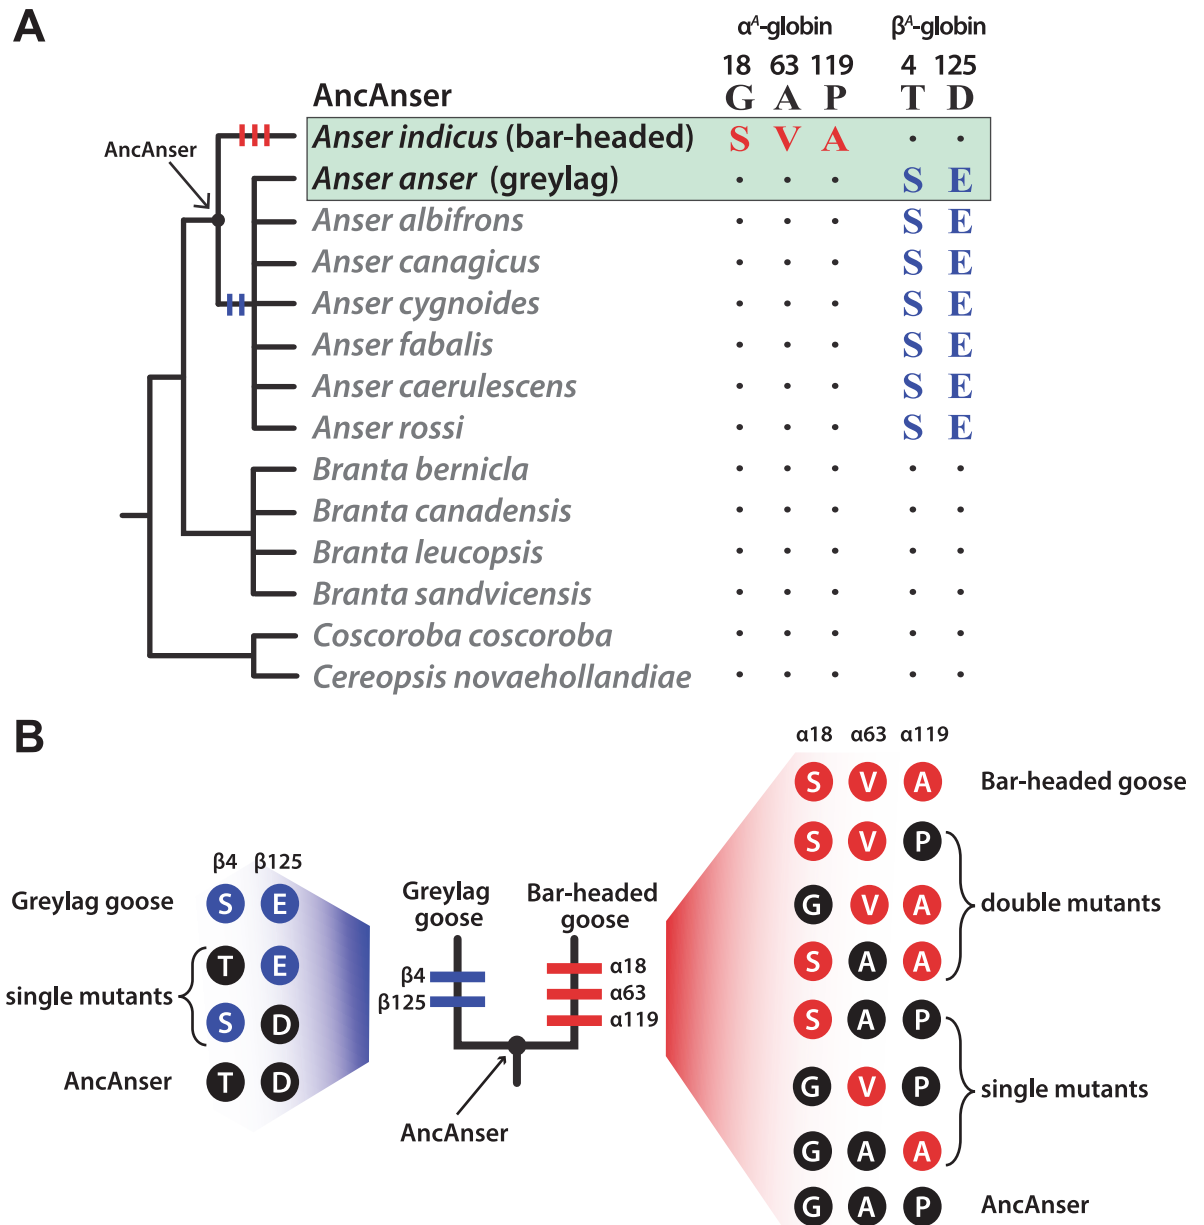 A
αᴬ-globin βᴬ-globin
18 63 119 4 125
AncAnser G A P T D
Anser indicus (bar-headed) S V A . .
AncAnser
Anser anser (greylag) . . . S E
Anser albifrons . . . S E
Anser canagicus . . . S E
Anser cygnoides . . . S E
Anser fabalis . . . S E
Anser caerulescens . . . S E
Anser rossi . . . S E
Branta bernicla . . . . .
Branta canadensis . . . . .
Branta leucopsis . . . . .
Branta sandvicensis . . . . .
Coscoroba coscoroba . . . . .
Cereopsis novaehollandiae . . . . .
B
β4 β125
Greylag goose S E
T E
single mutants
S D
AncAnser T D
Greylag
goose
Bar-headed
goose
β4
β125
α18
α63
α119
AncAnser
α18 α63 α119
S V A Bar-headed goose
S V P
G V A double mutants
S A A
S A P
G V P single mutants
G A A
G A P AncAnser